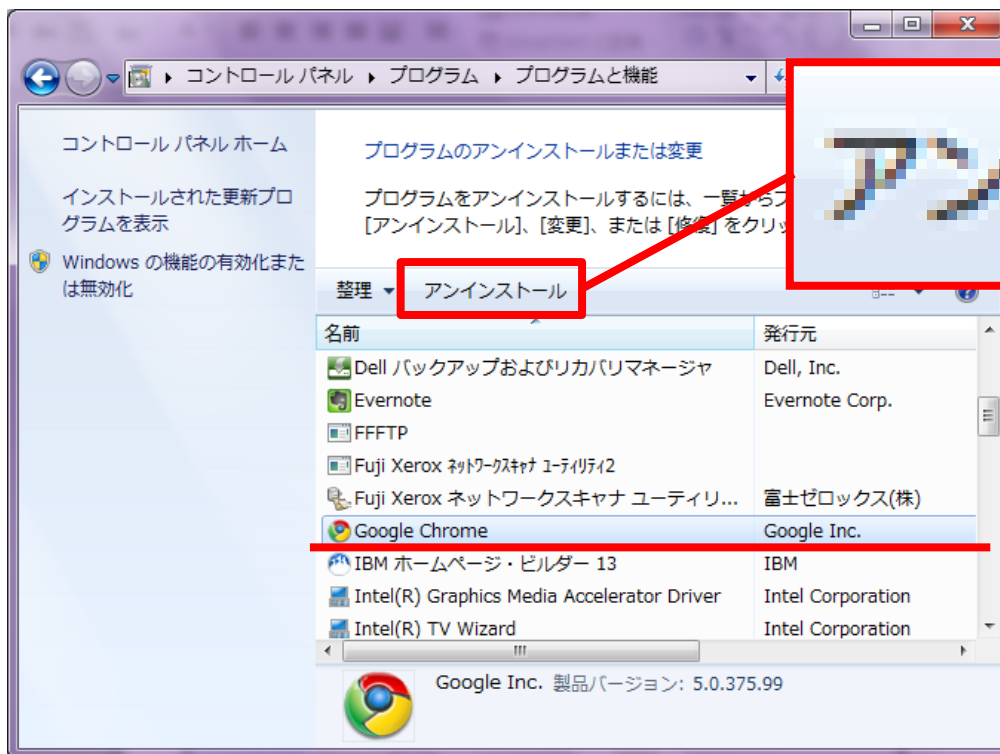 コントロール パネル ▸ プログラム ▸ プログラムと機能
コントロール パネル ホーム
インストールされた更新プロ
グラムを表示
Windows の機能の有効化また
は無効化
プログラムのアンインストールまたは変更
プログラムをアンインストールするには、一覧からプ
[アンインストール]、[変更]、または [修復] をクリッ
アン
整理 アンインストール
名前 発行元
Dell バックアップおよびリカバリマネージャ Dell, Inc.
Evernote Evernote Corp.
FFFTP
Fuji Xerox ﾈｯﾄﾜｰｸｽｷｬﾅ ﾕｰﾃｨﾘﾃｨ2
Fuji Xerox ネットワークスキャナ ユーティリ... 富士ゼロックス(株)
Google Chrome Google Inc.
IBM ホームページ・ビルダー 13 IBM
Intel(R) Graphics Media Accelerator Driver Intel Corporation
Intel(R) TV Wizard Intel Corporation
Google Inc. 製品バージョン: 5.0.375.99